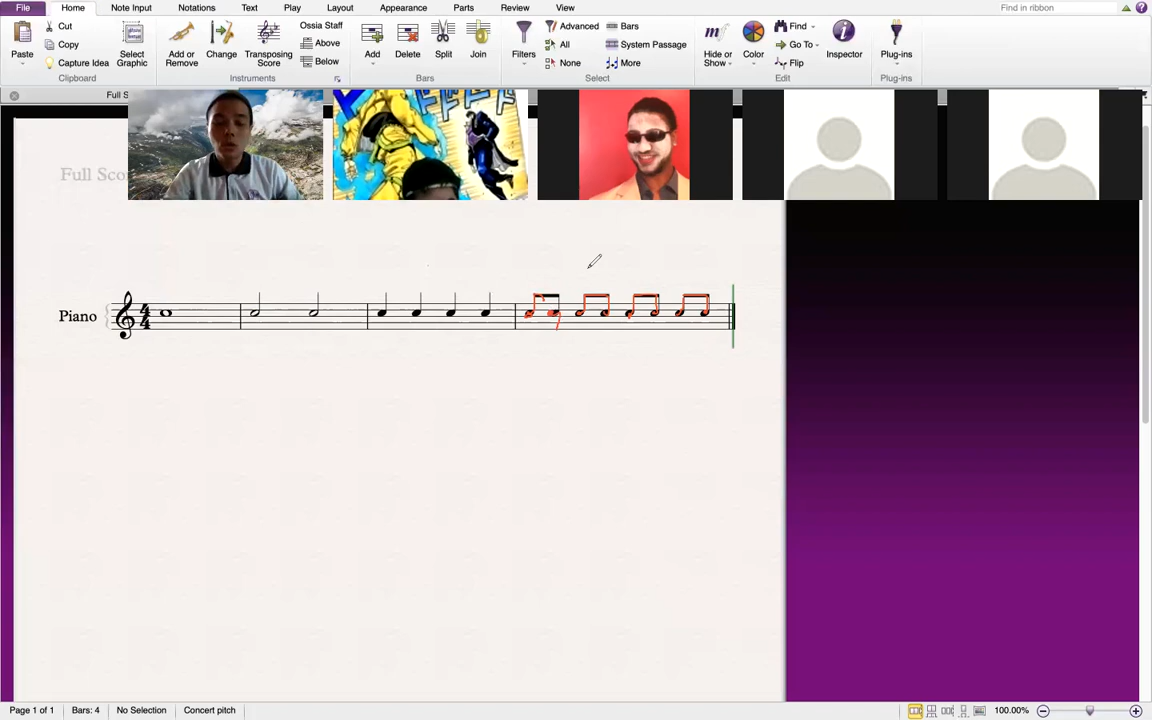 File Home Note Input Notations Text Play Layout Appearance Parts Review View Find in ribbon
Paste
Cut
Copy
Capture Idea
Clipboard
Select Graphic
Add or Remove
Change
Transposing Score
Ossia Staff
Above
Below
Instruments
Add
Delete
Split
Join
Bars
Filters
Advanced
All
None
Bars
System Passage
More
Select
Hide or Show
Color
Find
Go To
Flip
Inspector
Edit
Plug-ins
Plug-ins
Full S
Full Sco
Piano
4
4
Page 1 of 1 Bars: 4 No Selection Concert pitch 100.00%